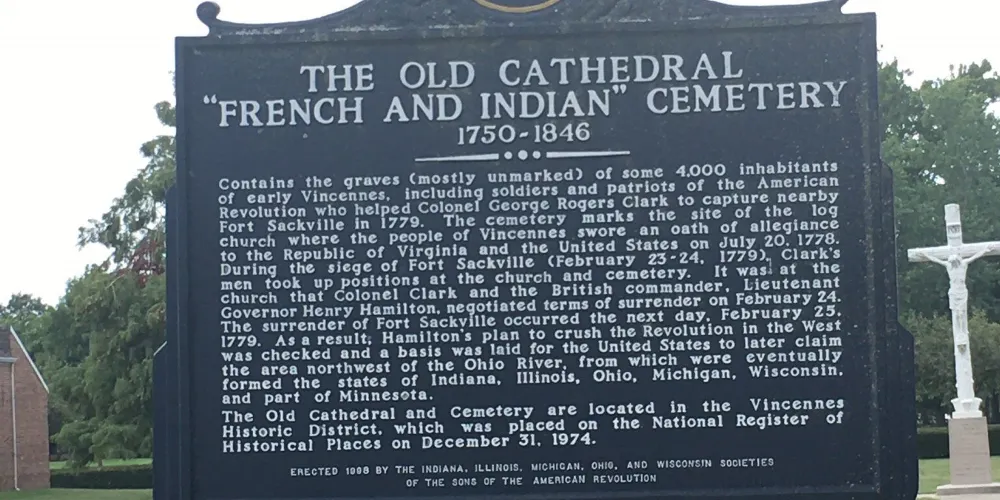 THE OLD CATHEDRAL
"FRENCH AND INDIAN" CEMETERY
1750-1846
Contains the graves (mostly unmarked) of some 4,000 inhabitants
of early Vincennes, including soldiers and patriots of the American
Revolution who helped Colonel George Rogers Clark to capture nearby
Fort Sackville in 1779. The cemetery marks the site of the log
church where the people of Vincennes swore an oath of allegiance
to the Republic of Virginia and the United States on July 20, 1778.
During the siege of Fort Sackville (February 23-24, 1779), Clark's
men took up positions at the church and cemetery. It was at the
church that Colonel Clark and the British commander, Lieutenant
Governor Henry Hamilton, negotiated terms of surrender on February 24.
The surrender of Fort Sackville occurred the next day, February 25,
1779. As a result, Hamilton's plan to crush the Revolution in the West
was checked and a basis was laid for the United States to later claim
the area northwest of the Ohio River, from which were eventually
formed the states of Indiana, Illinois, Ohio, Michigan, Wisconsin,
and part of Minnesota.
The Old Cathedral and Cemetery are located in the Vincennes
Historic District, which was placed on the National Register of
Historical Places on December 31, 1974.
ERECTED 1998 BY THE INDIANA, ILLINOIS, MICHIGAN, OHIO, AND WISCONSIN SOCIETIES
OF THE SONS OF THE AMERICAN REVOLUTION